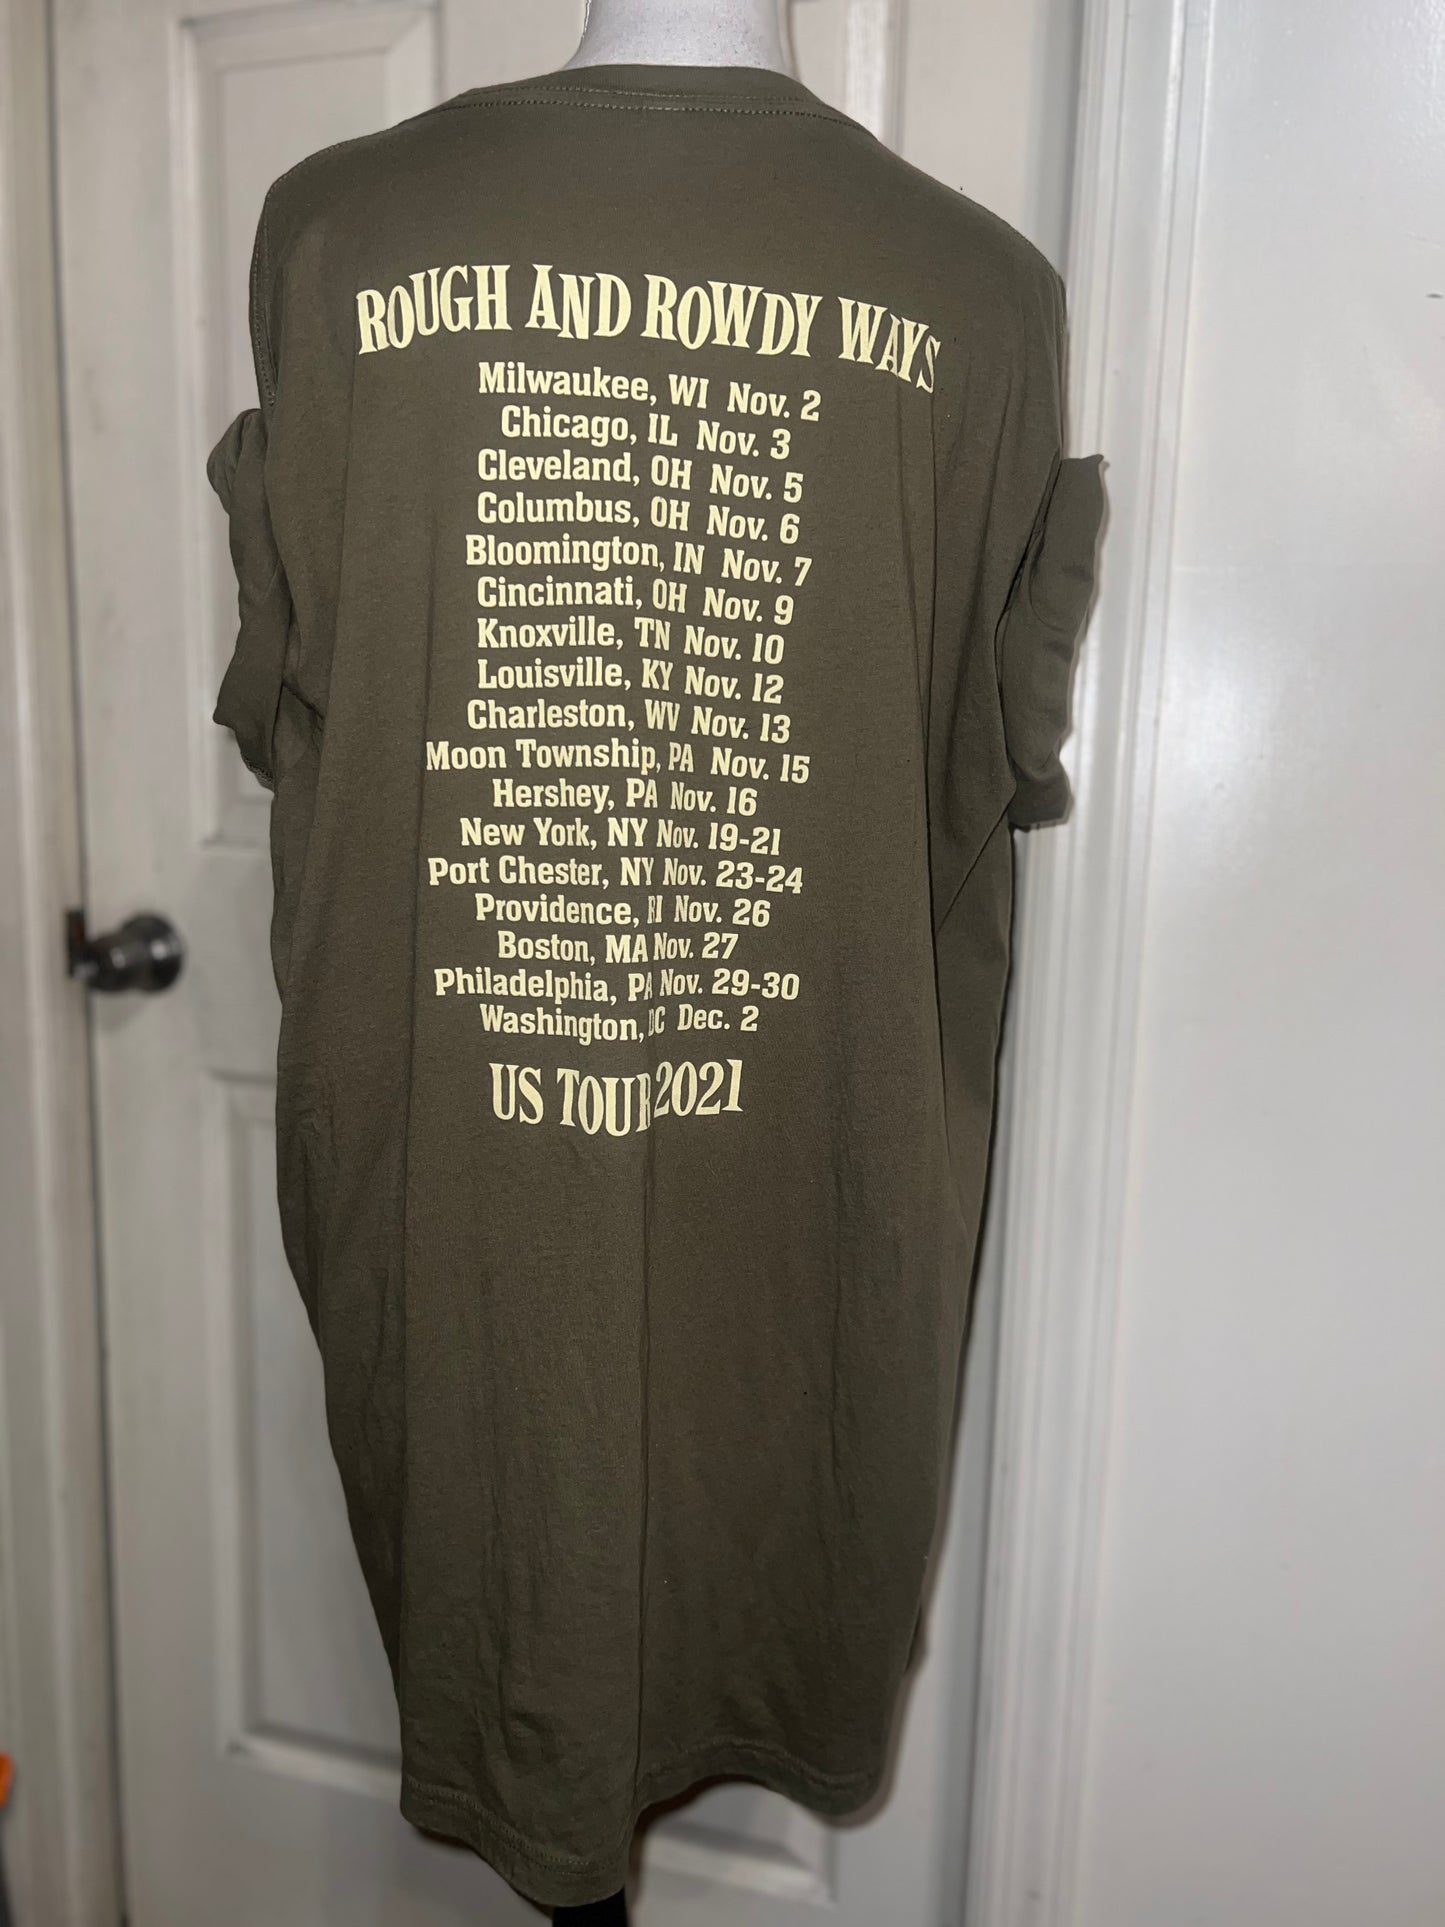 ROUGH AND ROWDY WAYS
Milwaukee, WI Nov. 2
Chicago, IL Nov. 3
Cleveland, OH Nov. 5
Columbus, OH Nov. 6
Bloomington, IN Nov. 7
Cincinnati, OH Nov. 9
Knoxville, TN Nov. 10
Louisville, KY Nov. 12
Charleston, WV Nov. 13
Moon Township, PA Nov. 15
Hershey, PA Nov. 16
New York, NY Nov. 19-21
Port Chester, NY Nov. 23-24
Providence, RI Nov. 26
Boston, MA Nov. 27
Philadelphia, PA Nov. 29-30
Washington, DC Dec. 2
US TOUR 2021